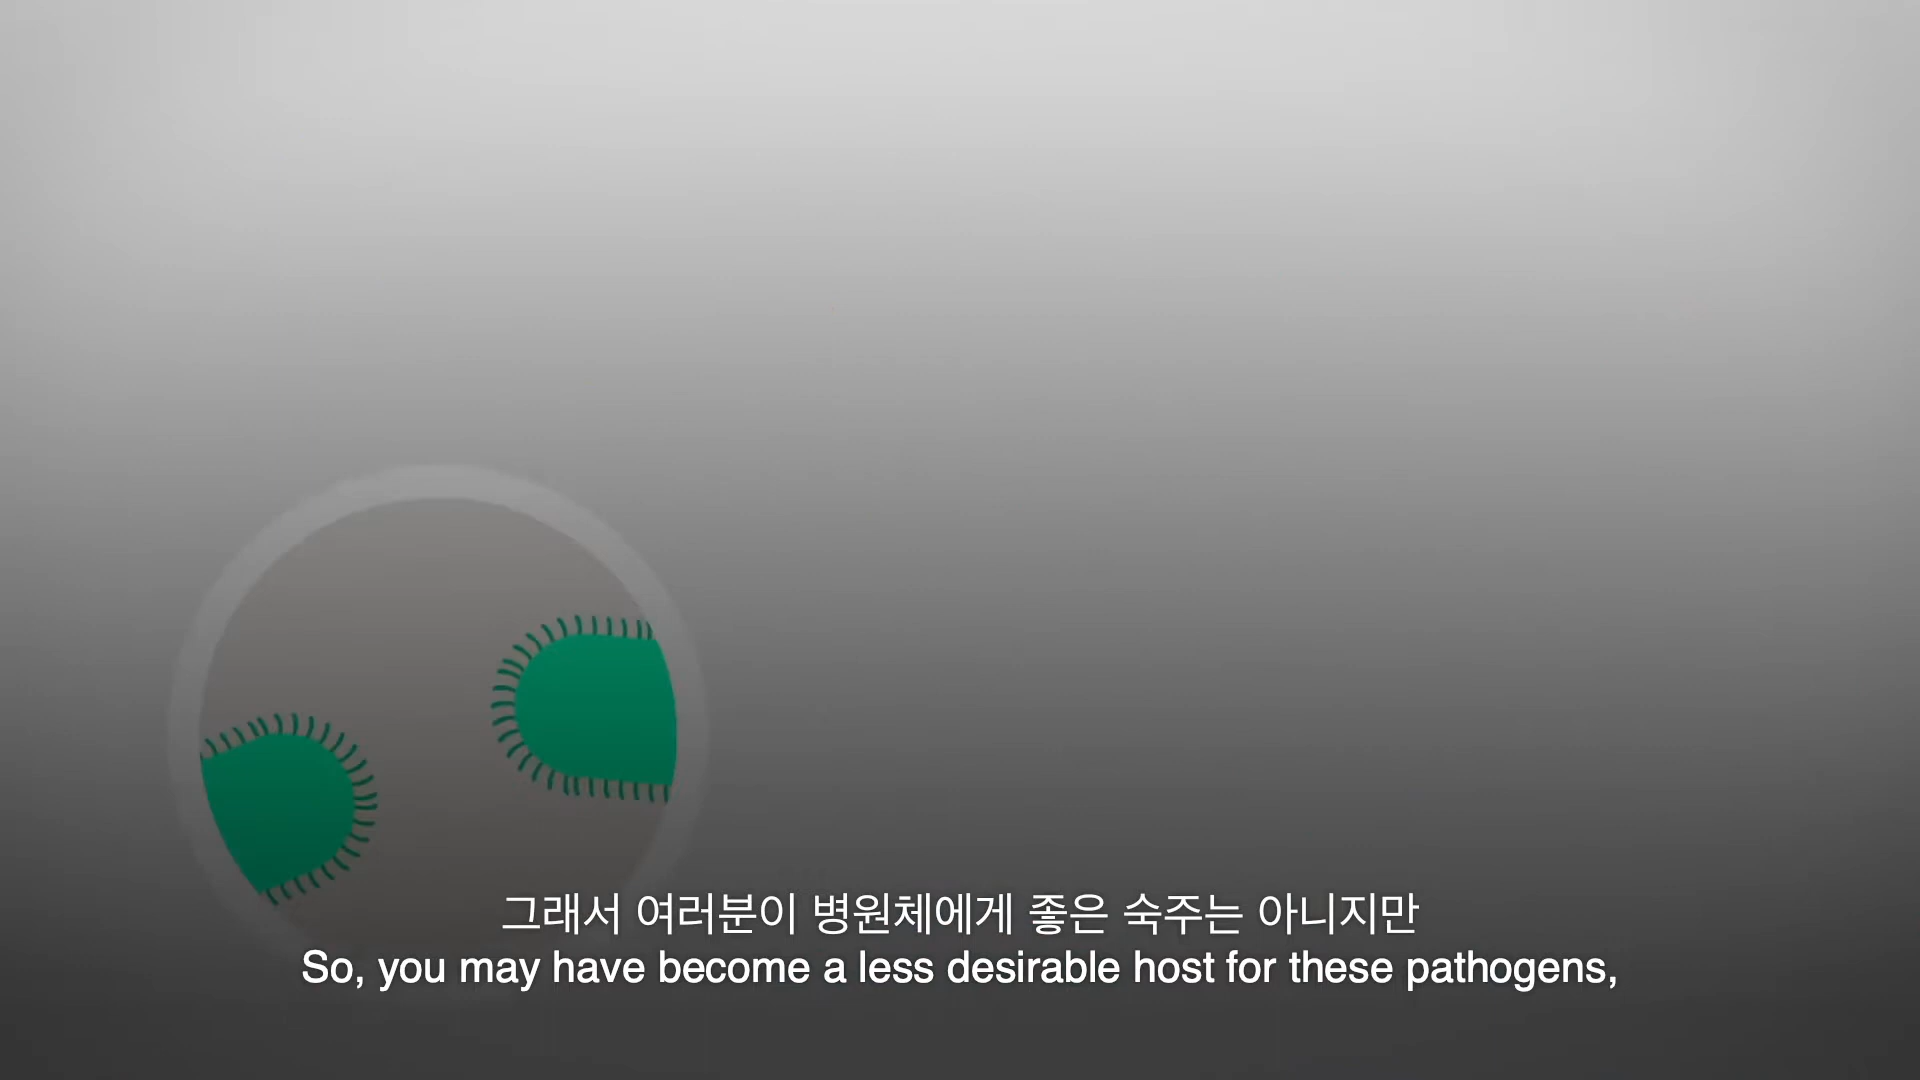 그래서 여러분이 병원체에게 좋은 숙주는 아니지만
So, you may have become a less desirable host for these pathogens,